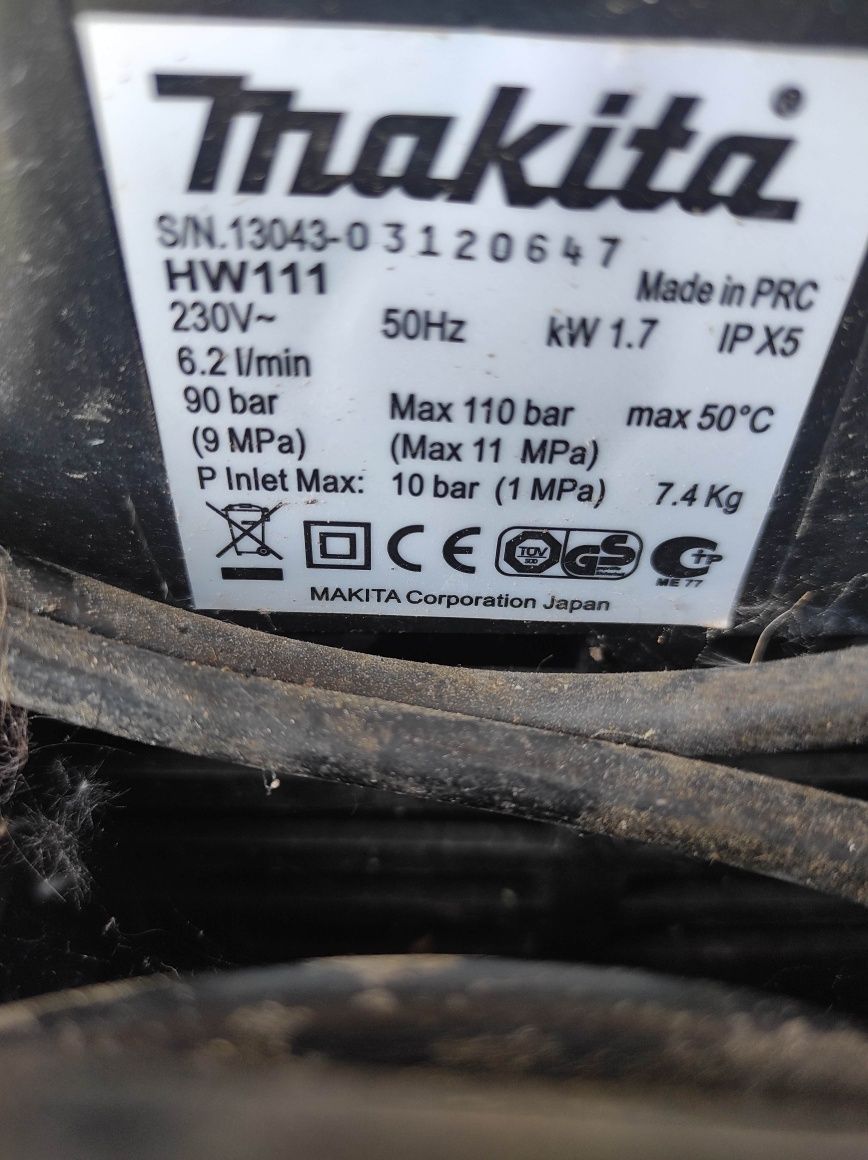 makita®
S/N.13043-03120647
HW111 Made in PRC
230V~ 50Hz kW 1.7 IP X5
6.2 l/min
90 bar Max 110 bar max 50°C
(9 MPa) (Max 11 MPa)
P Inlet Max: 10 bar (1 MPa) 7.4 Kg
CE TÜV SÜD GS
ME 77
MAKITA Corporation Japan